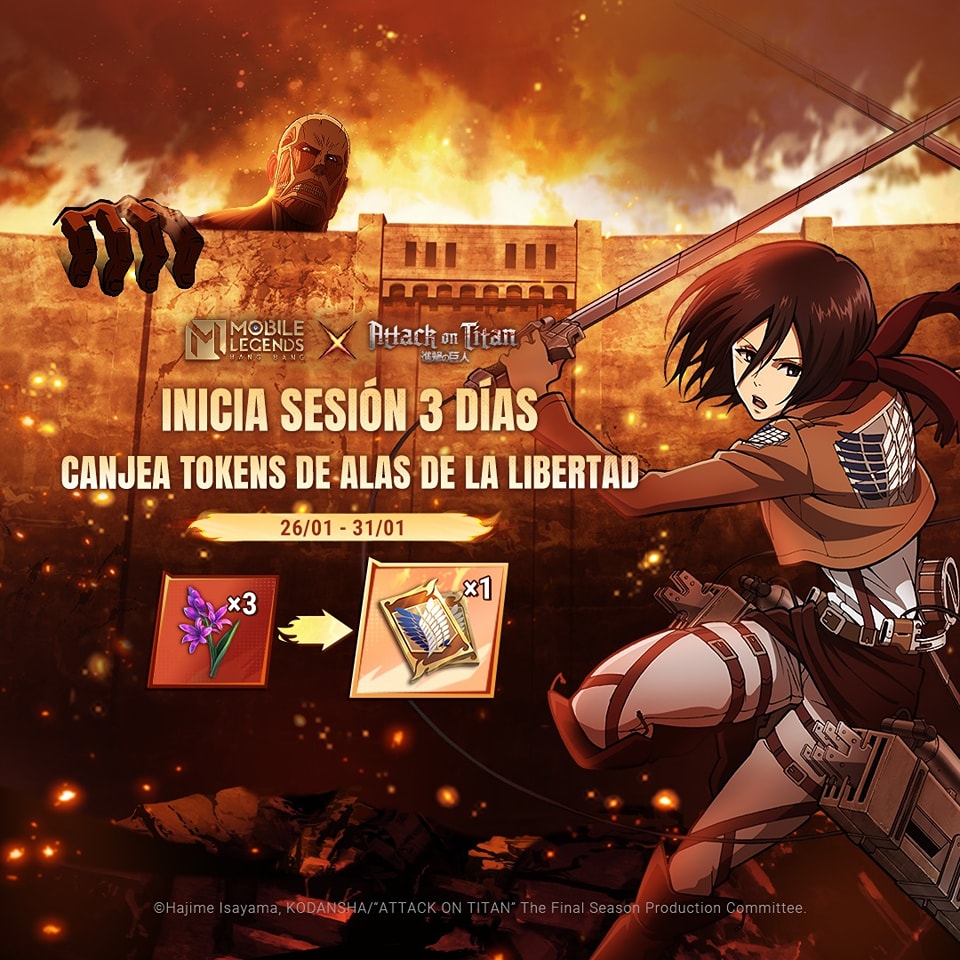 MOBILE
LEGENDS
BANG BANG
X
Attack on Titan
進撃の巨人
INICIA SESIÓN 3 DÍAS
CANJEA TOKENS DE ALAS DE LA LIBERTAD
26/01 - 31/01
×3
×1
©Hajime Isayama, KODANSHA/"ATTACK ON TITAN" The Final Season Production Committee.